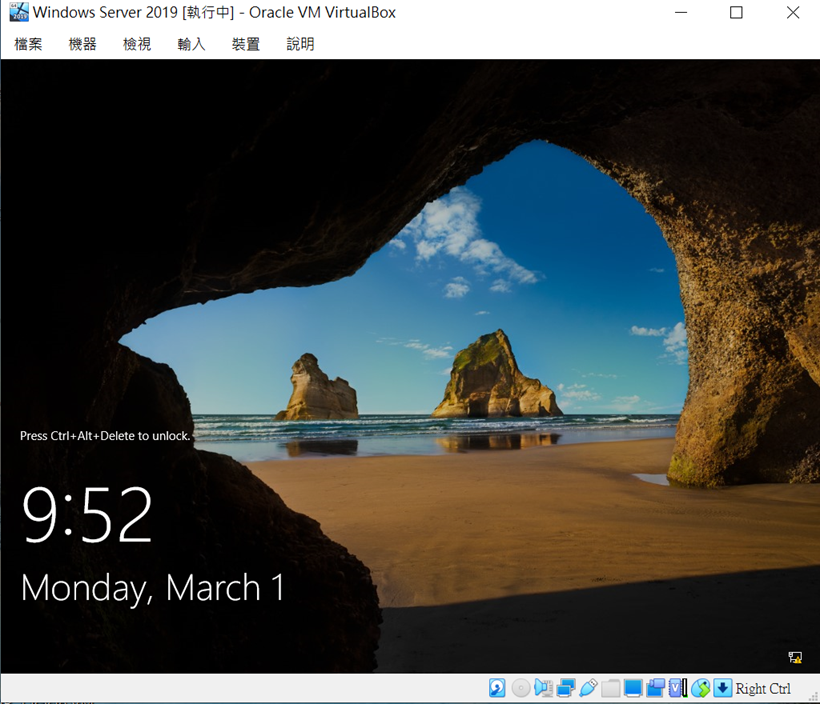 Windows Server 2019 [執行中] - Oracle VM VirtualBox
檔案 機器 檢視 輸入 裝置 說明
Press Ctrl+Alt+Delete to unlock.
9:52
Monday, March 1
Right Ctrl